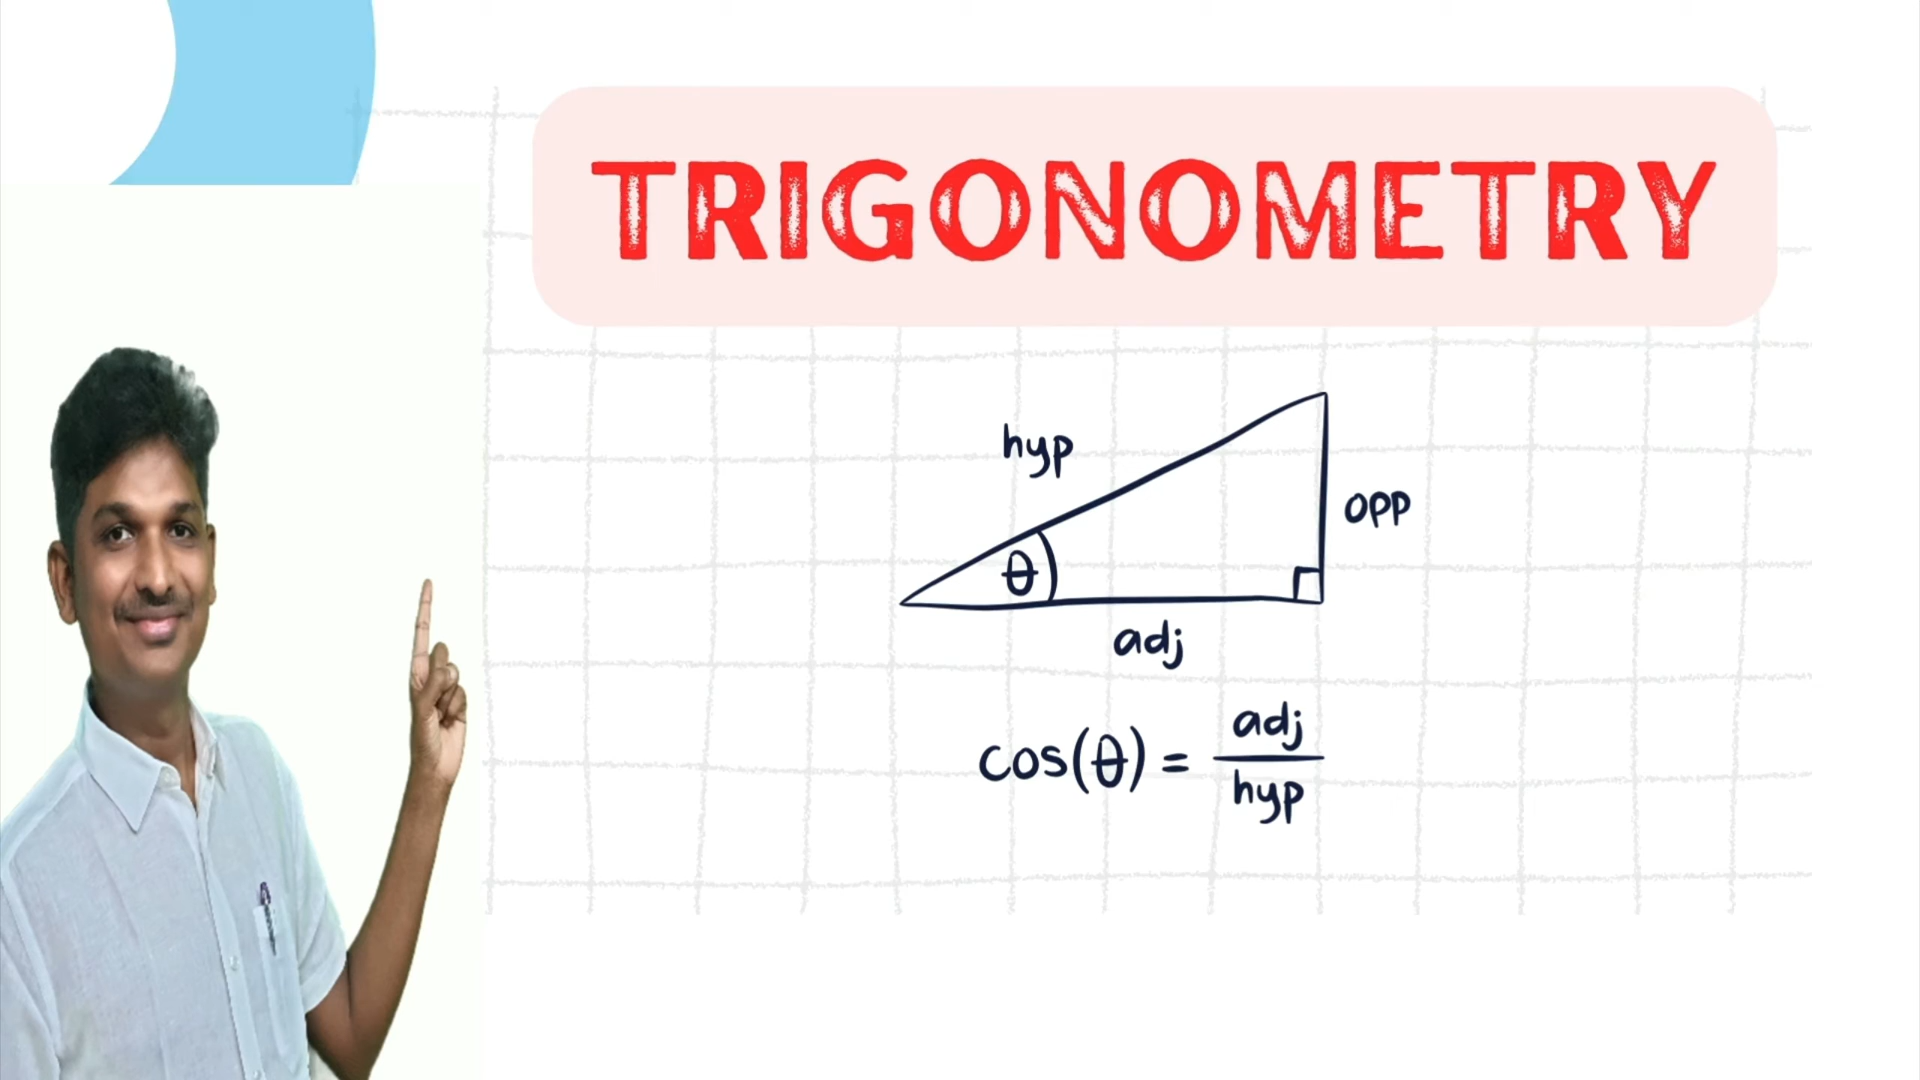 TRIGONOMETRY
hyp
opp
θ
adj
cos(θ) = adj/hyp